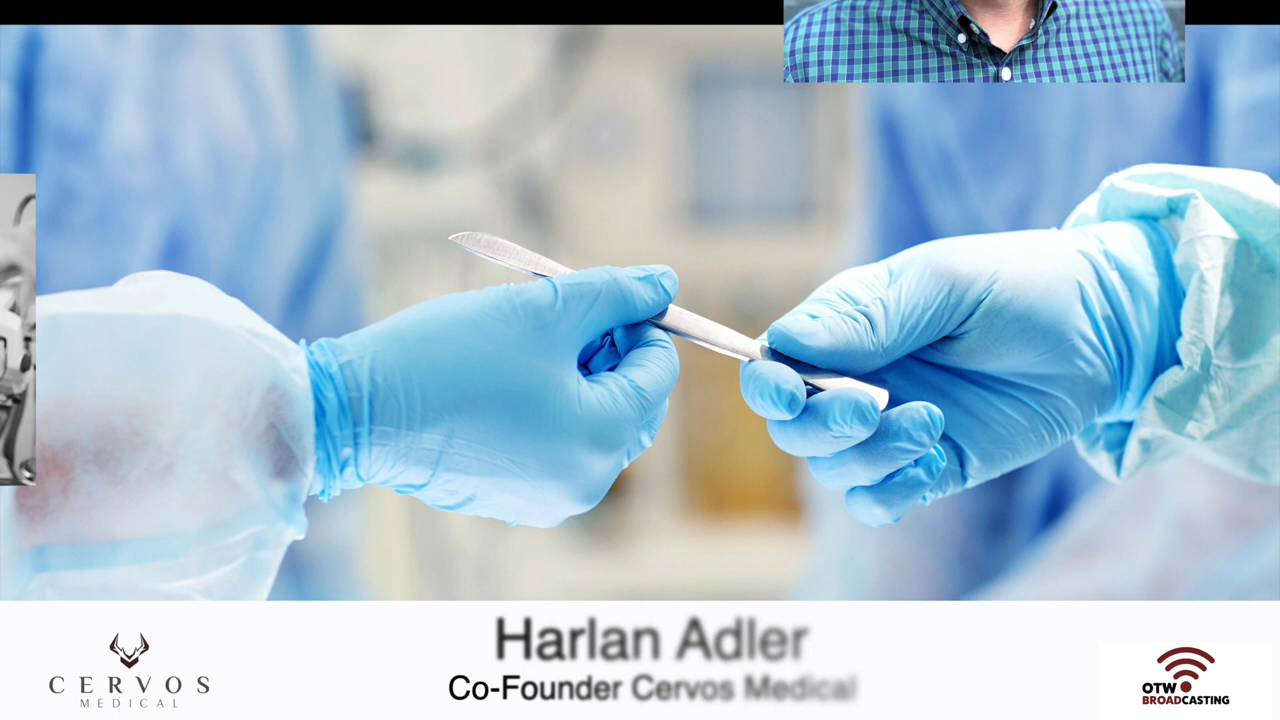 Harlan Adler
Co-Founder Cervos Medical
CERVOS
MEDICAL
OTW
BROADCASTING